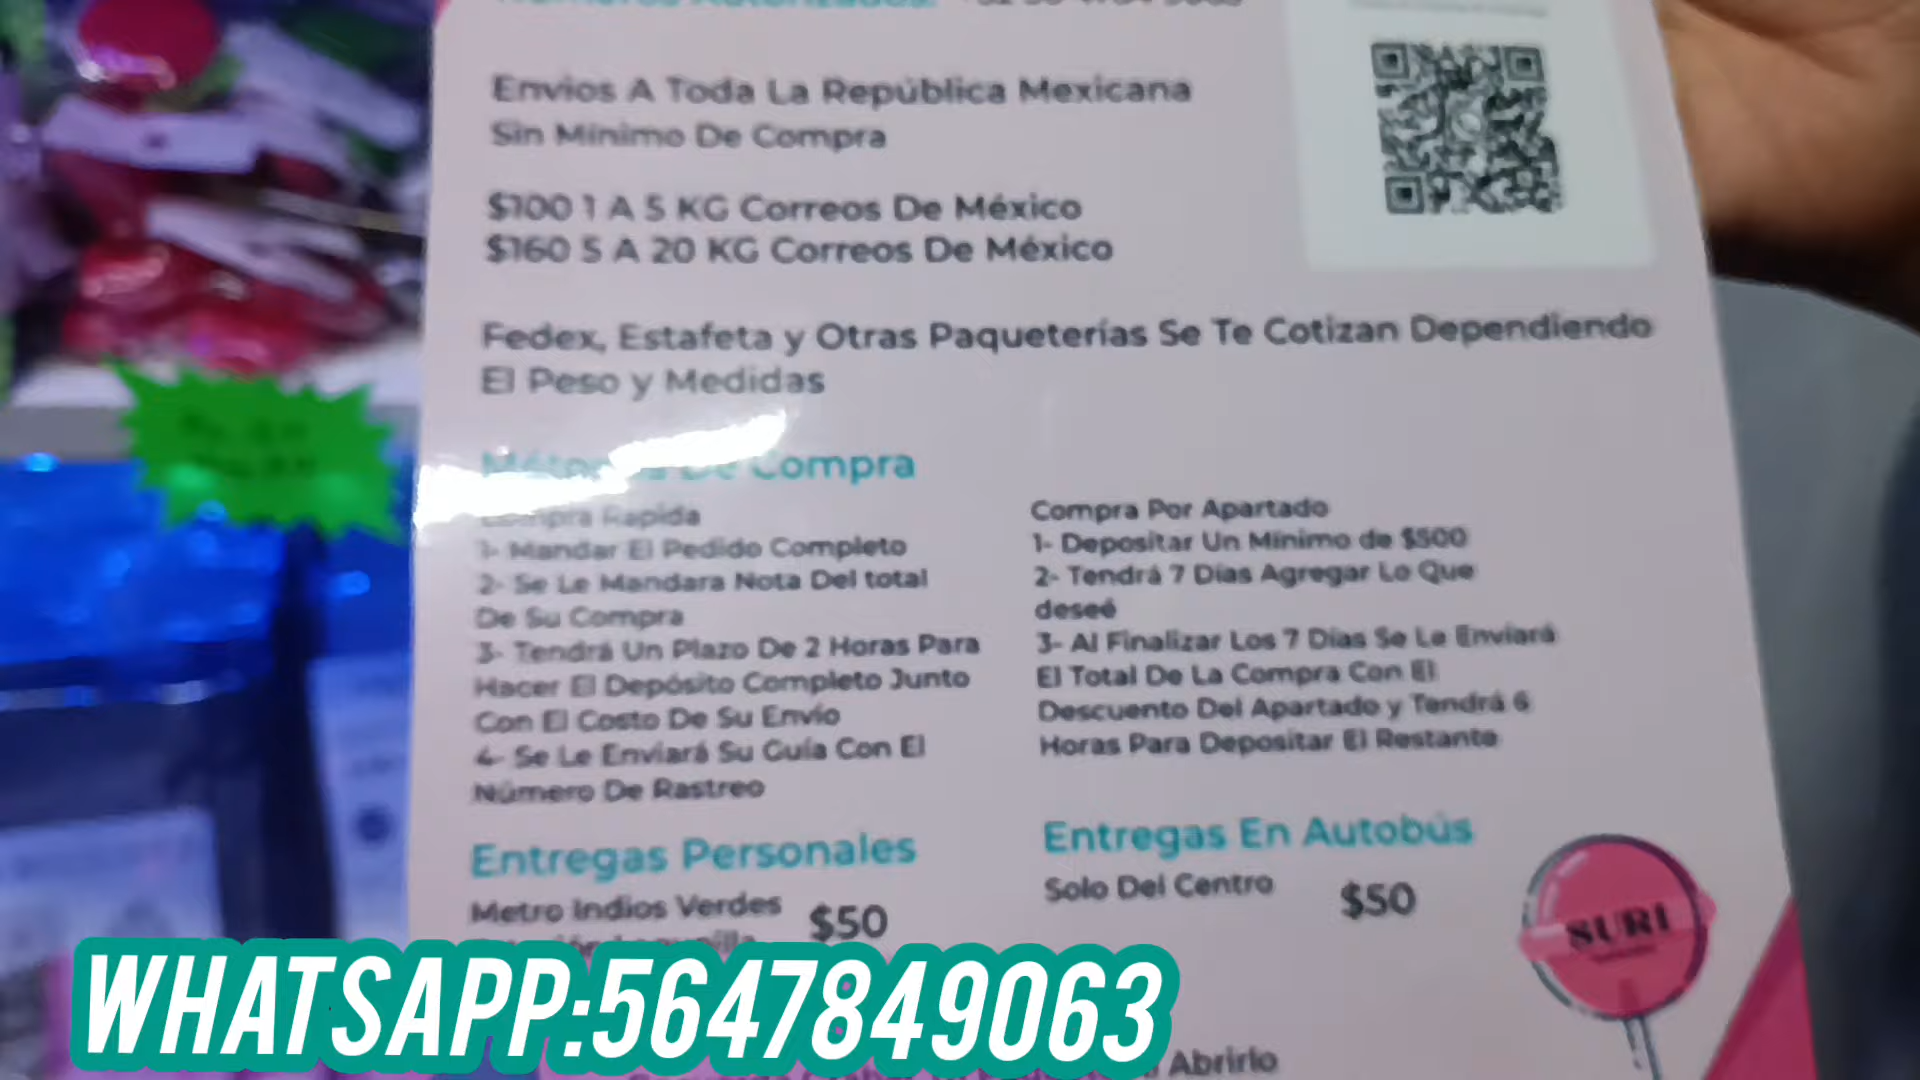 Envios A Toda La República Mexicana
Sin Mínimo De Compra
$100 1 A 5 KG Correos De México
$160 5 A 20 KG Correos De México
Fedex, Estafeta y Otras Paqueterías Se Te Cotizan Dependiendo
El Peso y Medidas
De Compra
Compra Rapida
1- Mandar El Pedido Completo
2- Se Le Mandara Nota Del total
De Su Compra
3- Tendrá Un Plazo De 2 Horas Para
Hacer El Depósito Completo Junto
Con El Costo De Su Envío
4- Se Le Enviará Su Guía Con El
Número De Rastreo
Compra Por Apartado
1- Depositar Un Mínimo de $500
2- Tendrá 7 Días Agregar Lo Que
deseé
3- Al Finalizar Los 7 Días Se Le Enviará
El Total De La Compra Con El
Descuento Del Apartado y Tendrá 6
Horas Para Depositar El Restante
Entregas Personales
Metro Indios Verdes
$50
Entregas En Autobús
Solo Del Centro $50
SURI
WHATSAPP:5647849063
Abrirlo